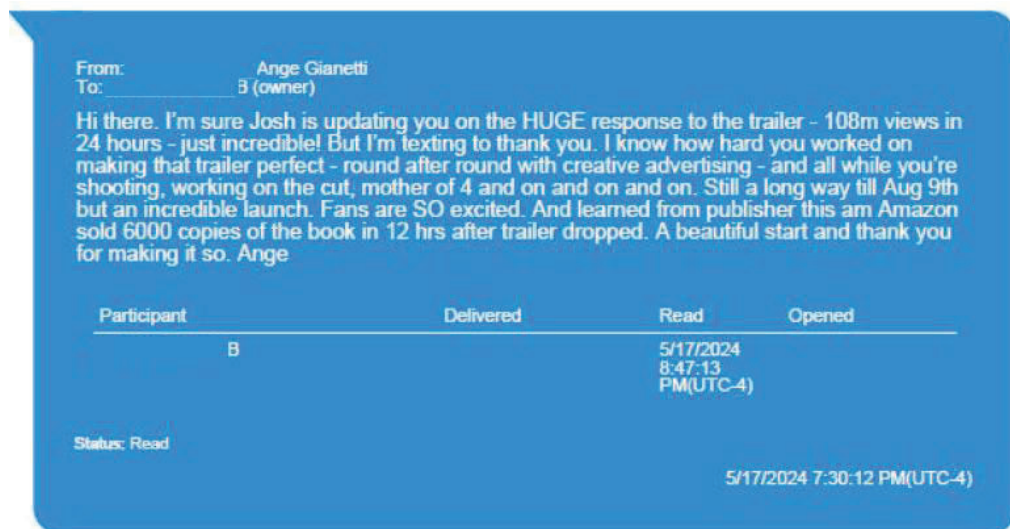 From: Ange Gianetti
To: B (owner)
Hi there. I'm sure Josh is updating you on the HUGE response to the trailer - 108m views in
24 hours - just incredible! But I'm texting to thank you. I know how hard you worked on
making that trailer perfect - round after round with creative advertising - and all while you're
shooting, working on the cut, mother of 4 and on and on and on. Still a long way till Aug 9th
but an incredible launch. Fans are SO excited. And learned from publisher this am Amazon
sold 6000 copies of the book in 12 hrs after trailer dropped. A beautiful start and thank you
for making it so. Ange
Participant Delivered Read Opened
B 5/17/2024
8:47:13
PM(UTC-4)
Status: Read
5/17/2024 7:30:12 PM(UTC-4)